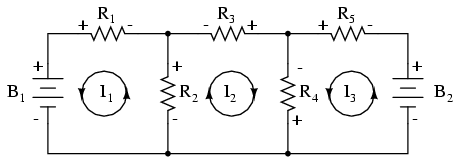 R1 R3 R5
+ - - + + -
+ + - +
B1 I1 R2 I2 R4 I3 B2
- - + -